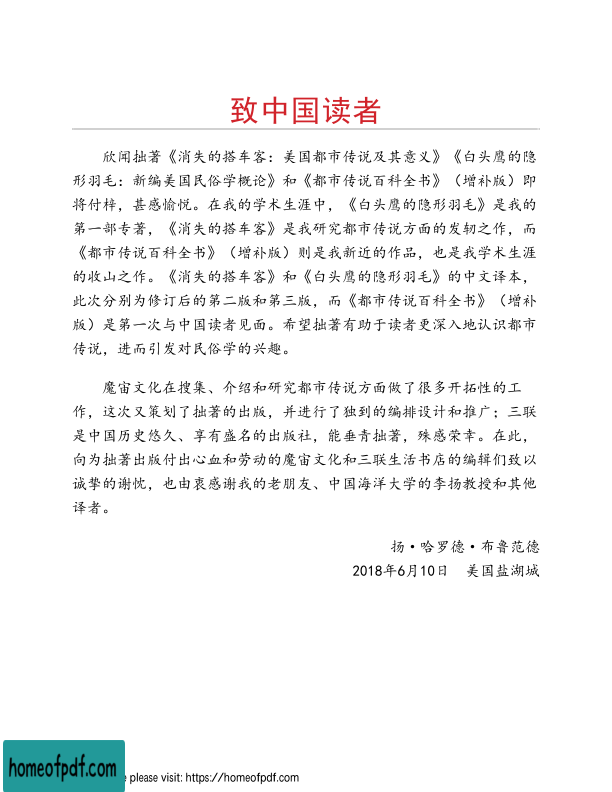 致中国读者
欣闻拙著《消失的搭车客：美国都市传说及其意义》《白头鹰的隐
形羽毛：新编美国民俗学概论》和《都市传说百科全书》（增补版）即
将付梓，甚感愉悦。在我的学术生涯中，《白头鹰的隐形羽毛》是我的
第一部专著，《消失的搭车客》是我研究都市传说方面的发轫之作，而
《都市传说百科全书》（增补版）则是我新近的作品，也是我学术生涯
的收山之作。《消失的搭车客》和《白头鹰的隐形羽毛》的中文译本，
此次分别为修订后的第二版和第三版，而《都市传说百科全书》（增补
版）是第一次与中国读者见面。希望拙著有助于读者更深入地认识都市
传说，进而引发对民俗学的兴趣。
魔宙文化在搜集、介绍和研究都市传说方面做了很多开拓性的工
作，这次又策划了拙著的出版，并进行了独到的编排设计和推广；三联
是中国历史悠久、享有盛名的出版社，能垂青拙著，殊感荣幸。在此，
向为拙著出版付出心血和劳动的魔宙文化和三联生活书店的编辑们致以
诚挚的谢忱，也由衷感谢我的老朋友、中国海洋大学的李扬教授和其他
译者。
扬·哈罗德·布鲁范德
2018年6月10日　美国盐湖城
homeofpdf.com
e please visit: https://homeofpdf.com